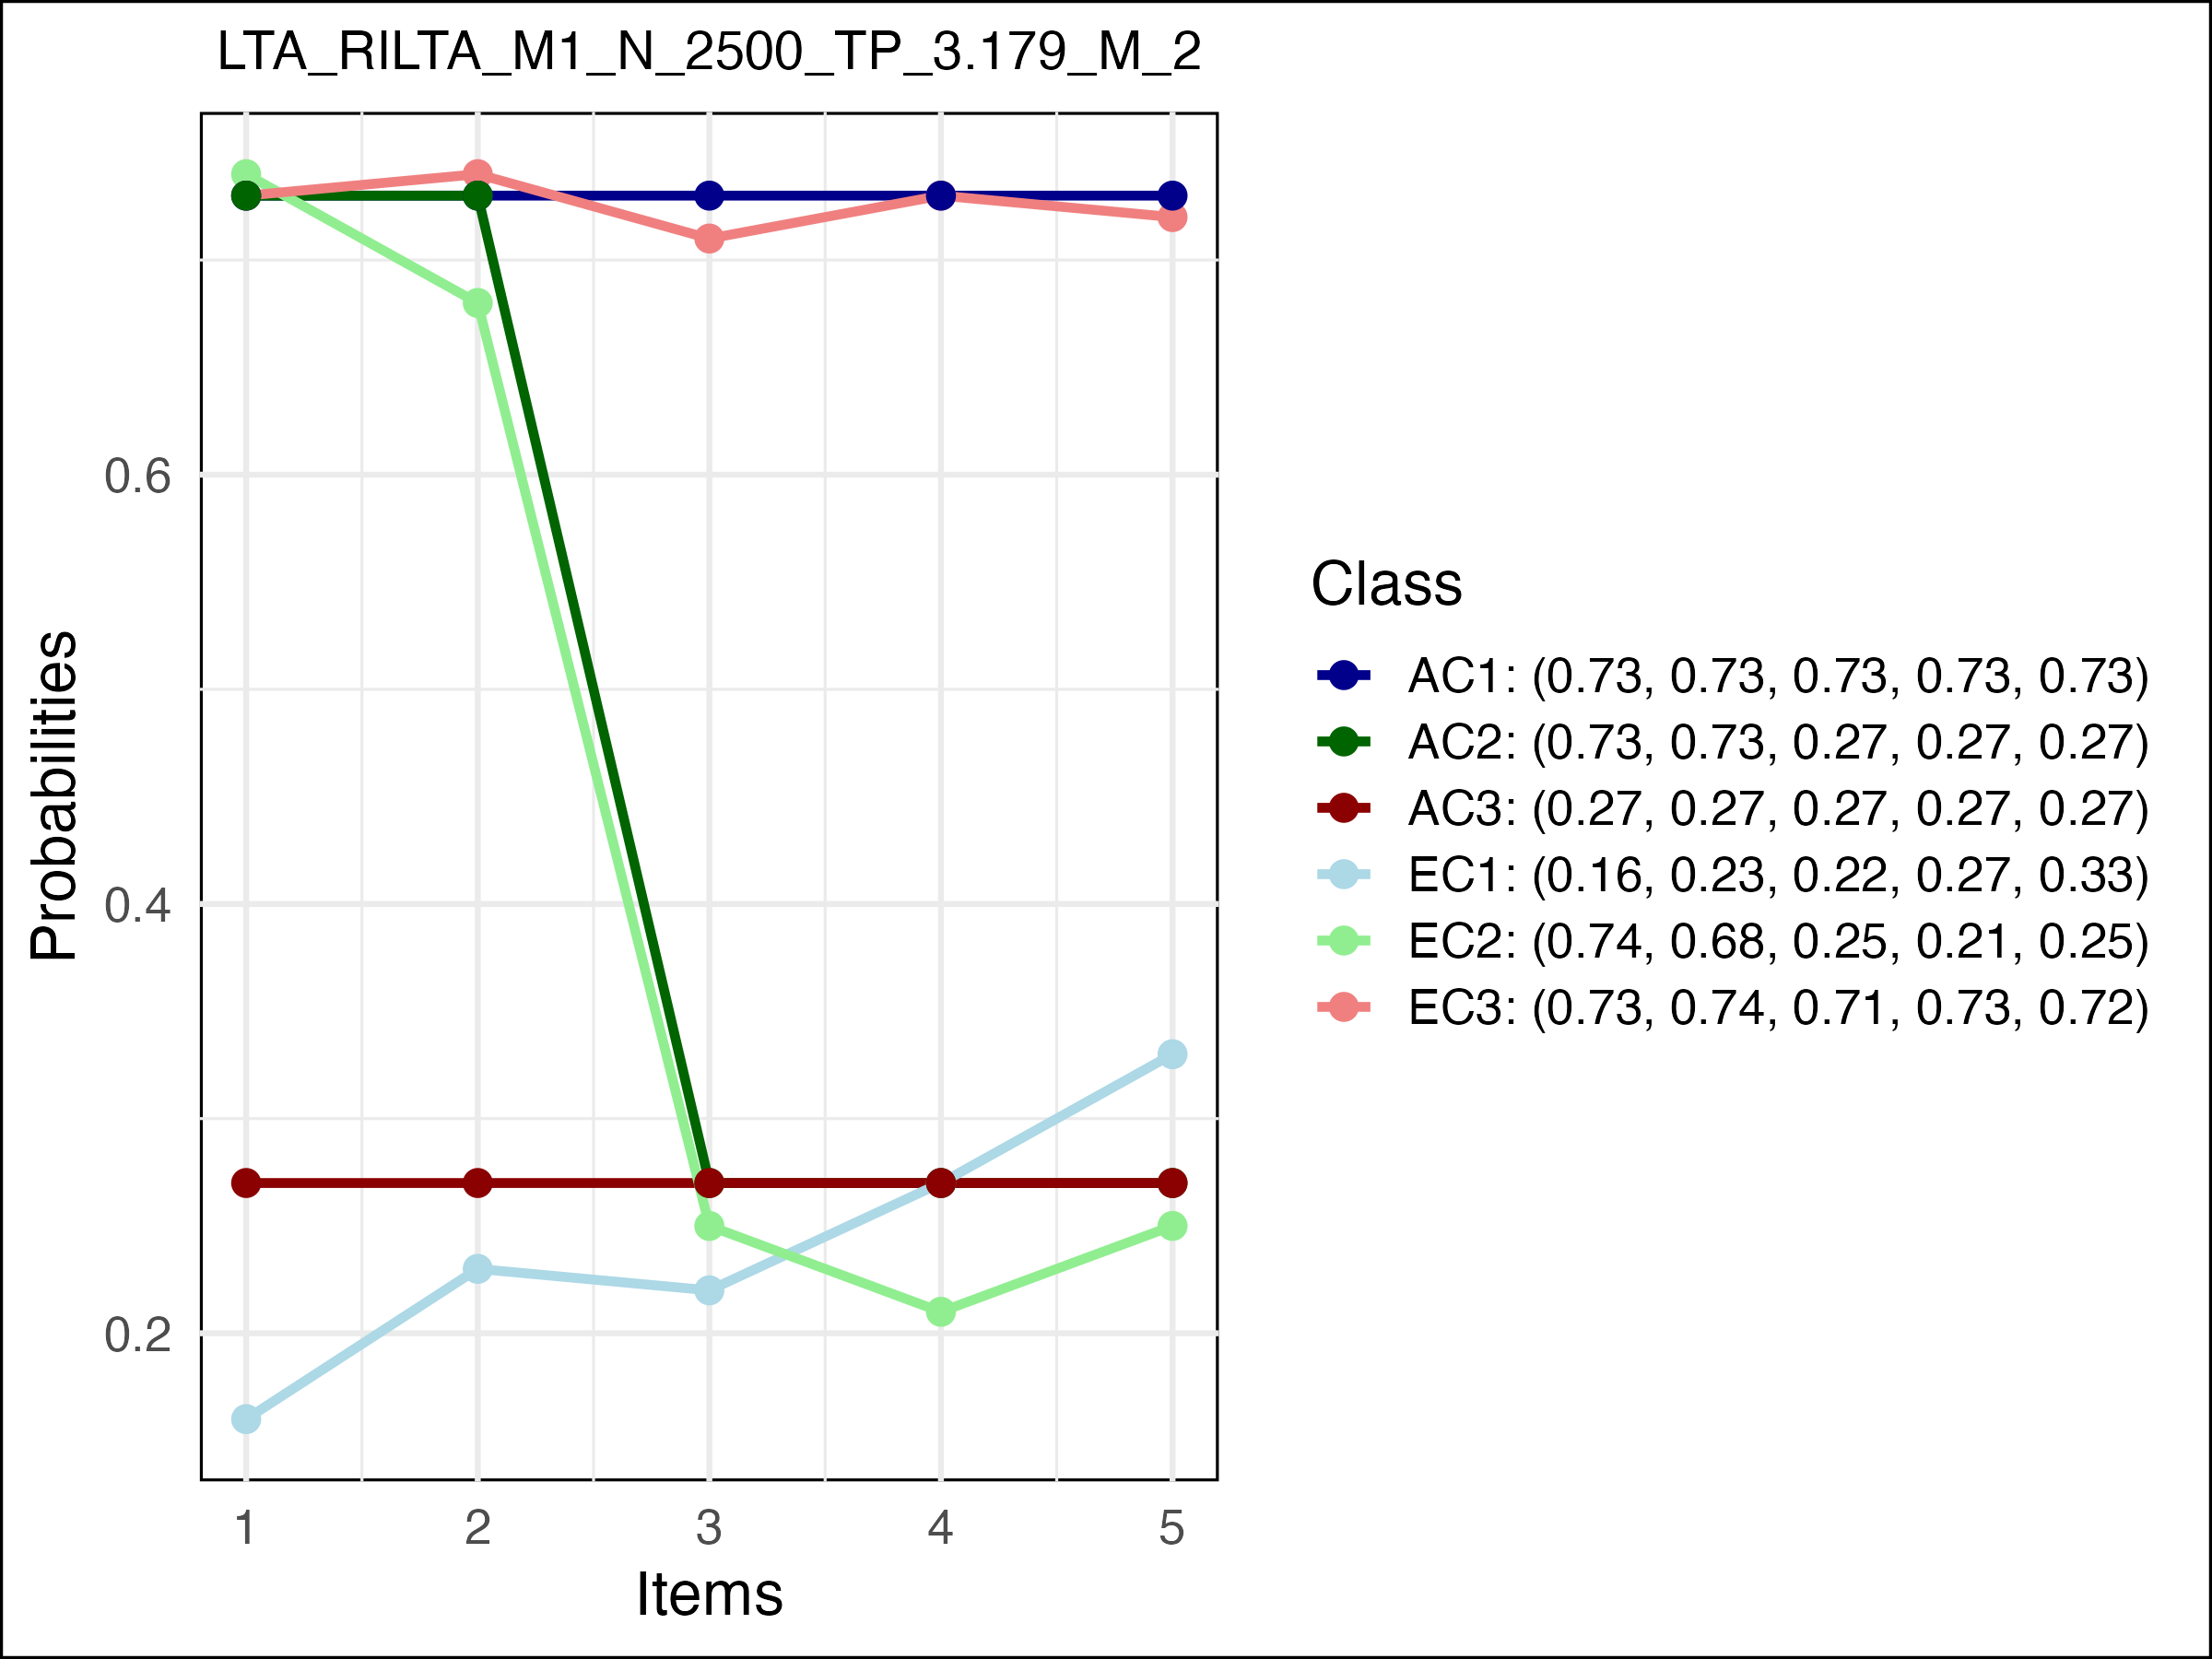 LTA_RILTA_M1_N_2500_TP_3.179_M_2
Probabilities
0.6
0.4
0.2
1 2 3 4 5
Items
Class
AC1: (0.73, 0.73, 0.73, 0.73, 0.73)
AC2: (0.73, 0.73, 0.27, 0.27, 0.27)
AC3: (0.27, 0.27, 0.27, 0.27, 0.27)
EC1: (0.16, 0.23, 0.22, 0.27, 0.33)
EC2: (0.74, 0.68, 0.25, 0.21, 0.25)
EC3: (0.73, 0.74, 0.71, 0.73, 0.72)